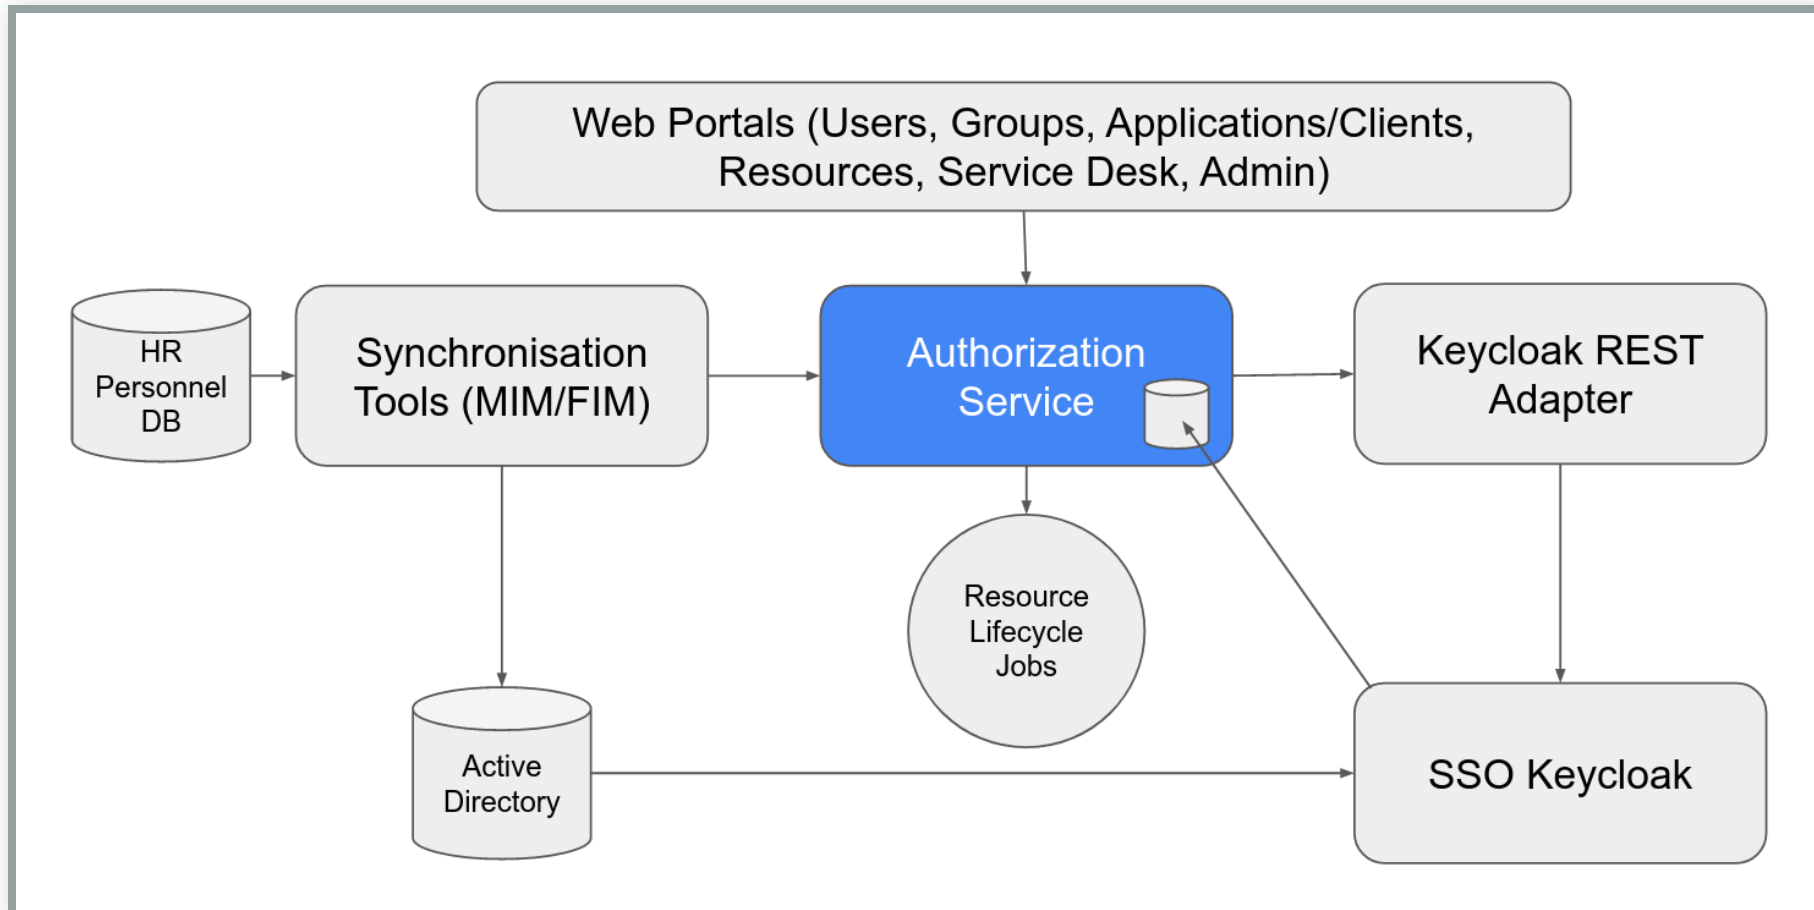 Web Portals (Users, Groups, Applications/Clients,
Resources, Service Desk, Admin)
HR
Personnel
DB
Synchronisation
Tools (MIM/FIM)
Authorization
Service
Keycloak REST
Adapter
Resource
Lifecycle
Jobs
Active
Directory
SSO Keycloak